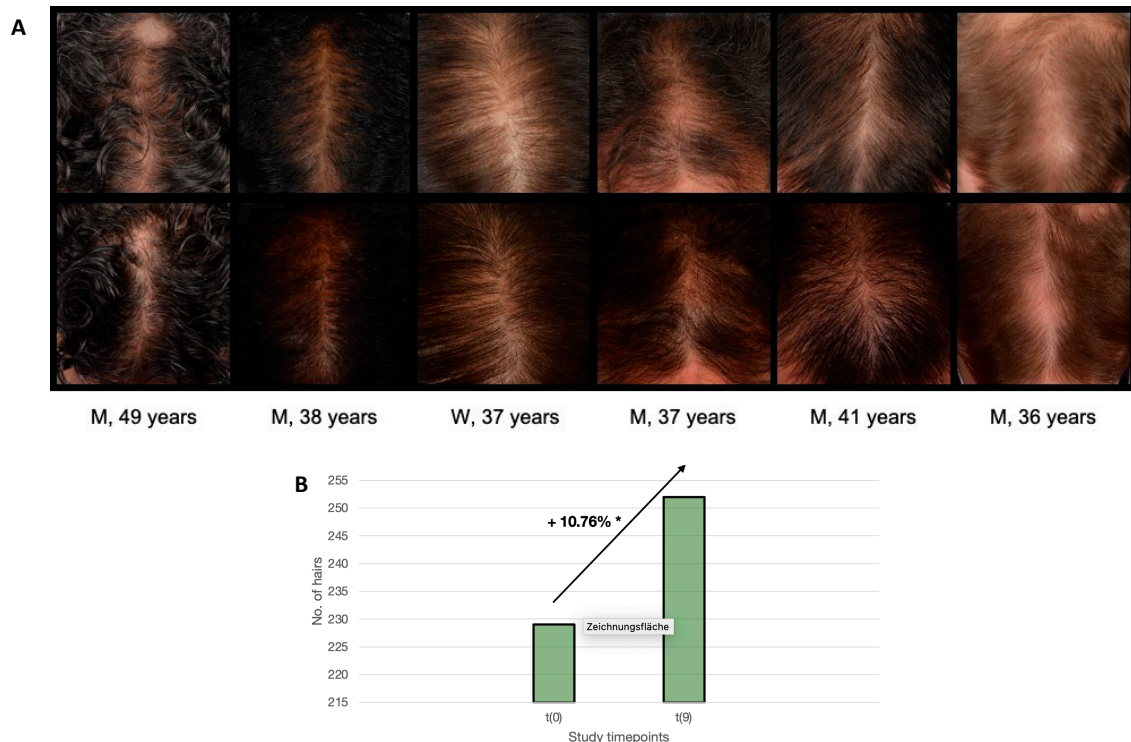 A
M, 49 years
M, 38 years
W, 37 years
M, 37 years
M, 41 years
M, 36 years
B
255
250
245
240
235
230
225
220
215
No. of hairs
+ 10.76% *
Zeichnungsfläche
t(0)
t(9)
Study timepoints